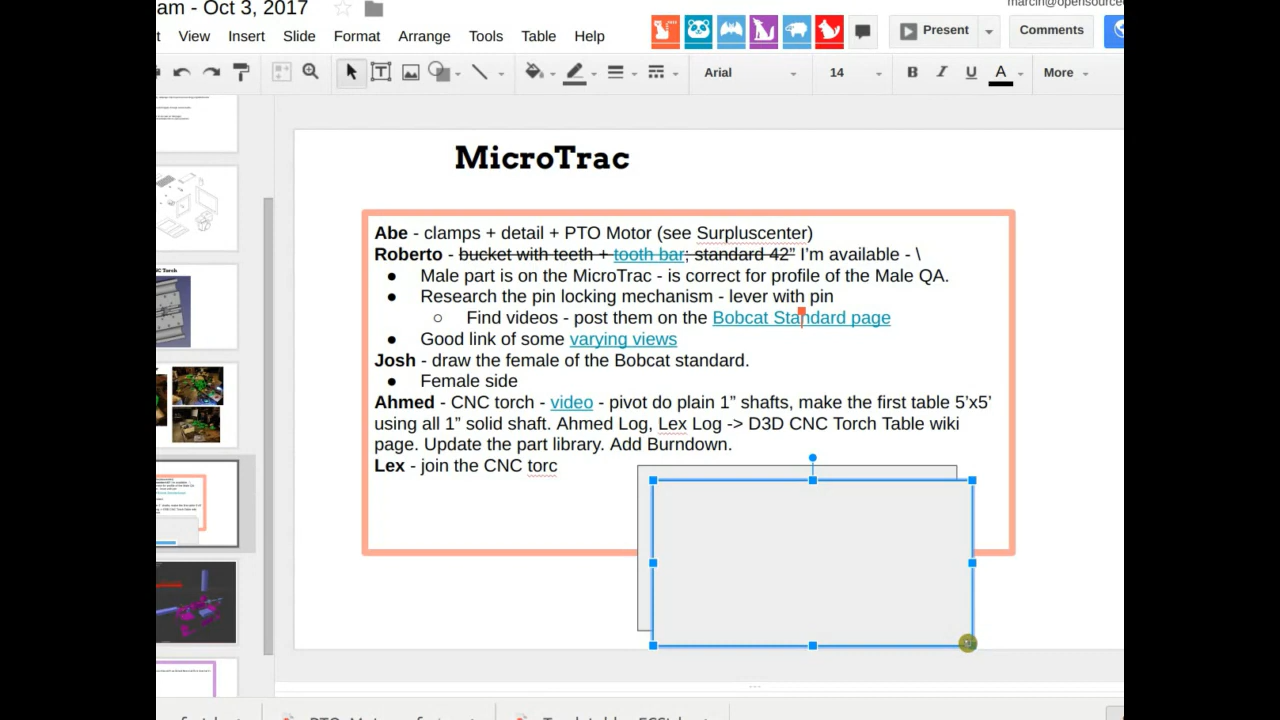 am - Oct 3, 2017
marcin@opensource
View Insert Slide Format Arrange Tools Table Help
Present
Comments
Arial
14
B I U A
More
MicroTrac
Abe - clamps + detail + PTO Motor (see Surpluscenter)
Roberto - bucket with teeth + tooth bar; standard 42” I’m available - \
● Male part is on the MicroTrac - is correct for profile of the Male QA.
● Research the pin locking mechanism - lever with pin
○ Find videos - post them on the Bobcat Standard page
● Good link of some varying views
Josh - draw the female of the Bobcat standard.
● Female side
Ahmed - CNC torch - video - pivot do plain 1” shafts, make the first table 5’x5’
using all 1” solid shaft. Ahmed Log, Lex Log -> D3D CNC Torch Table wiki
page. Update the part library. Add Burndown.
Lex - join the CNC torc